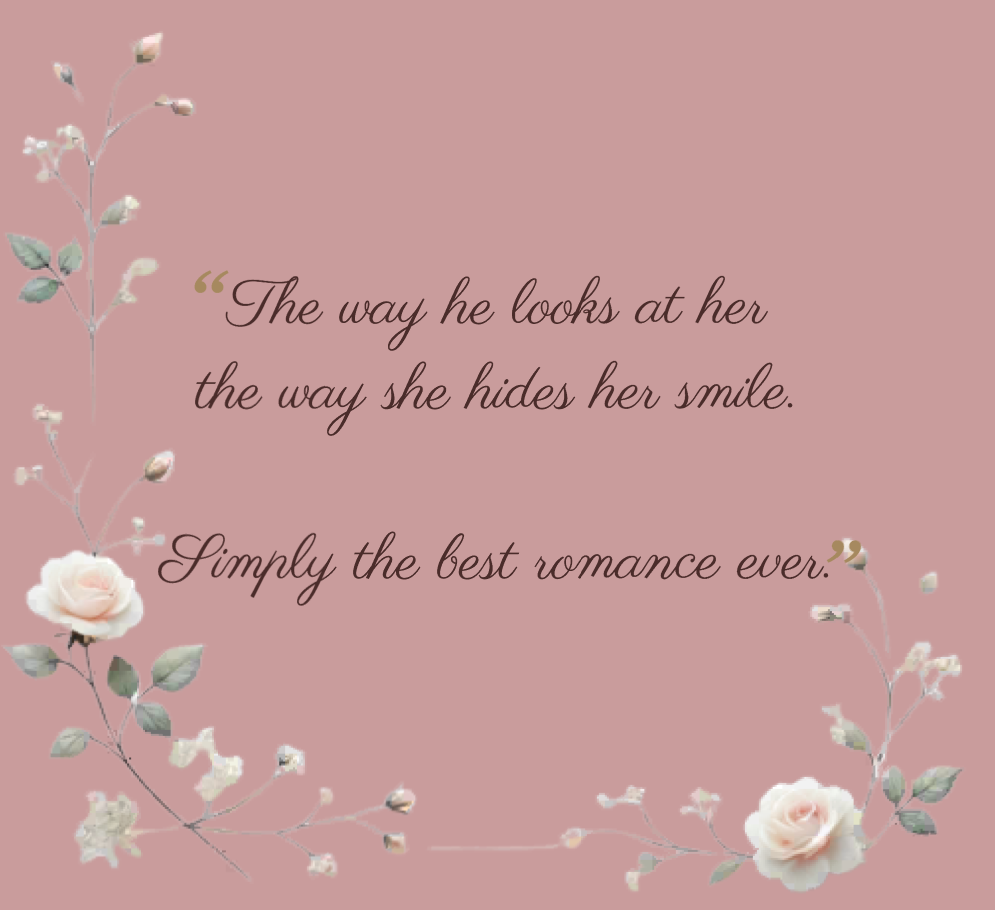 “The way he looks at her
the way she hides her smile.
Simply the best romance ever.”